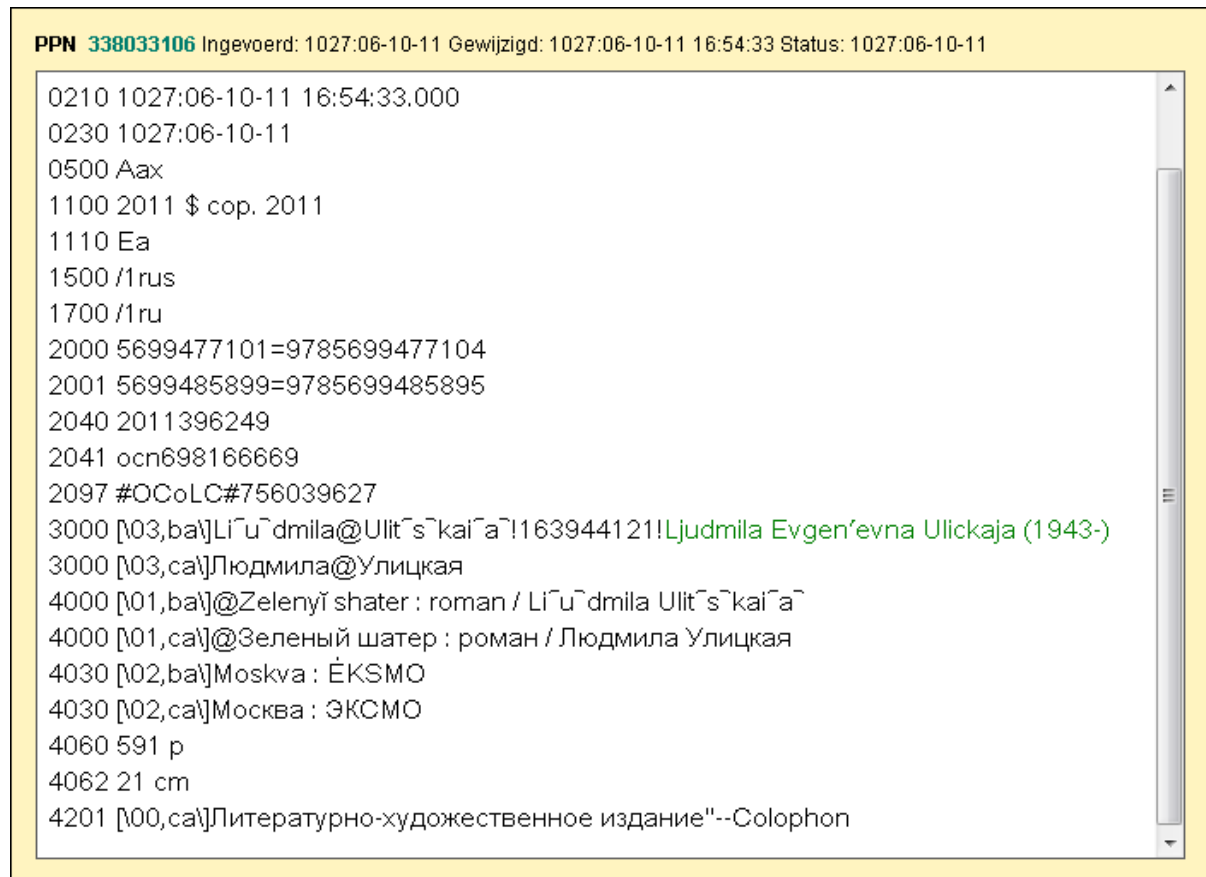 PPN 338033106 Ingevoerd: 1027:06-10-11 Gewijzigd: 1027:06-10-11 16:54:33 Status: 1027:06-10-11
0210 1027:06-10-11 16:54:33.000
0230 1027:06-10-11
0500 Aax
1100 2011 $ cop. 2011
1110 Ea
1500 /1rus
1700 /1ru
2000 5699477101=9785699477104
2001 5699485899=9785699485895
2040 2011396249
2041 ocn698166669
2097 #OCoLC#756039627
3000 [\03,ba\]Li͞u͡dmila@Ulit͞s͡kai͞a͡!163944121!Ljudmila Evgenʹevna Ulickaja (1943-)
3000 [\03,ca\]Людмила@Улицкая
4000 [\01,ba\]@Zelenyĭ shater : roman / Li͞u͡dmila Ulit͞s͡kai͞a͡
4000 [\01,ca\]@Зеленый шатер : роман / Людмила Улицкая
4030 [\02,ba\]Moskva : ĖKSMO
4030 [\02,ca\]Москва : ЭКСМО
4060 591 p
4062 21 cm
4201 [\00,ca\]Литературно-художественное издание"--Colophon